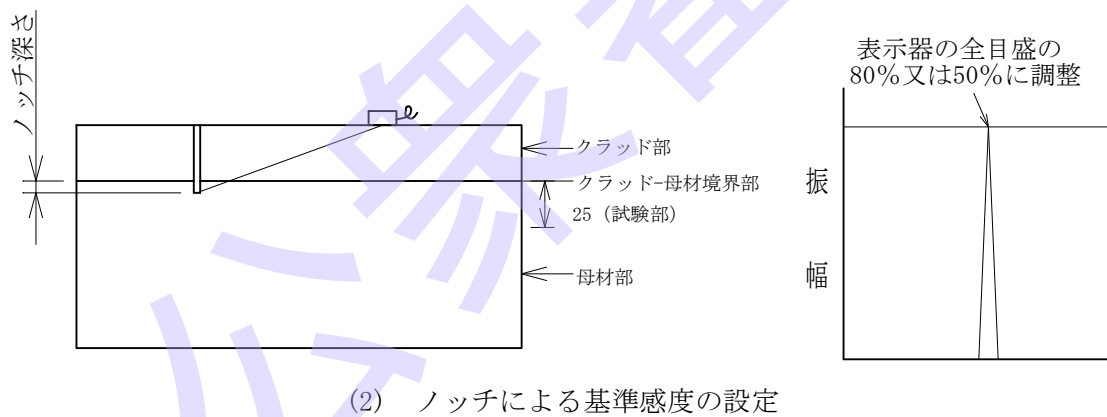 ノッチ深さ
クラッド部
クラッド-母材境界部
25 (試験部)
母材部
表示器の全目盛の
80%又は50%に調整
振
幅
(2) ノッチによる基準感度の設定